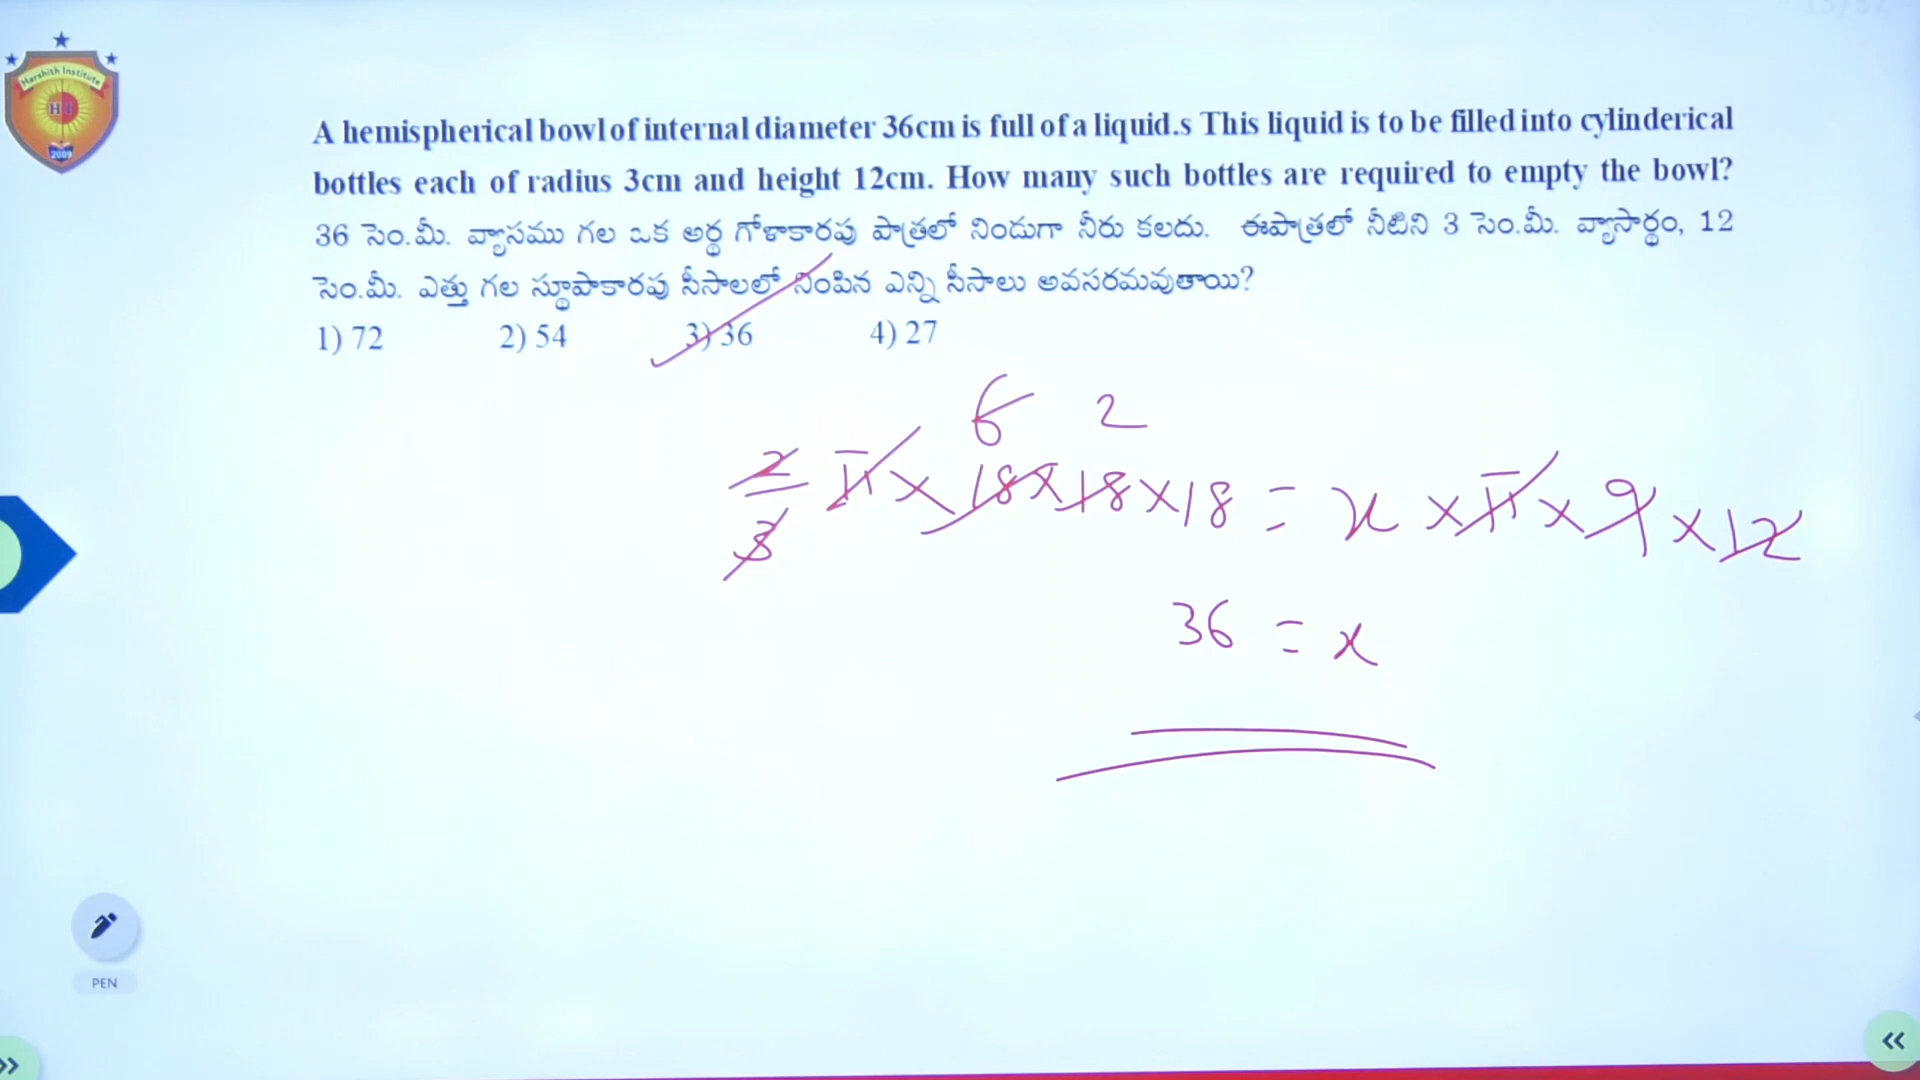 Harshith Institute
H I
2009
A hemispherical bowl of internal diameter 36cm is full of a liquid.s This liquid is to be filled into cylinderical
bottles each of radius 3cm and height 12cm. How many such bottles are required to empty the bowl?
36 సెం.మీ. వ్యాసము గల ఒక అర్థ గోళాకారపు పాత్రలో నిండుగా నీరు కలదు. ఈపాత్రలో నీటిని 3 సెం.మీ. వ్యాసార్థం, 12
సెం.మీ. ఎత్తు గల స్థూపాకారపు సీసాలలో నింపిన ఎన్ని సీసాలు అవసరమవుతాయి?
1) 72 2) 54 3) 36 4) 27
6 2
2/3 π × 18 × 18 × 18 = x × π × 9 × 12
36 = x
PEN